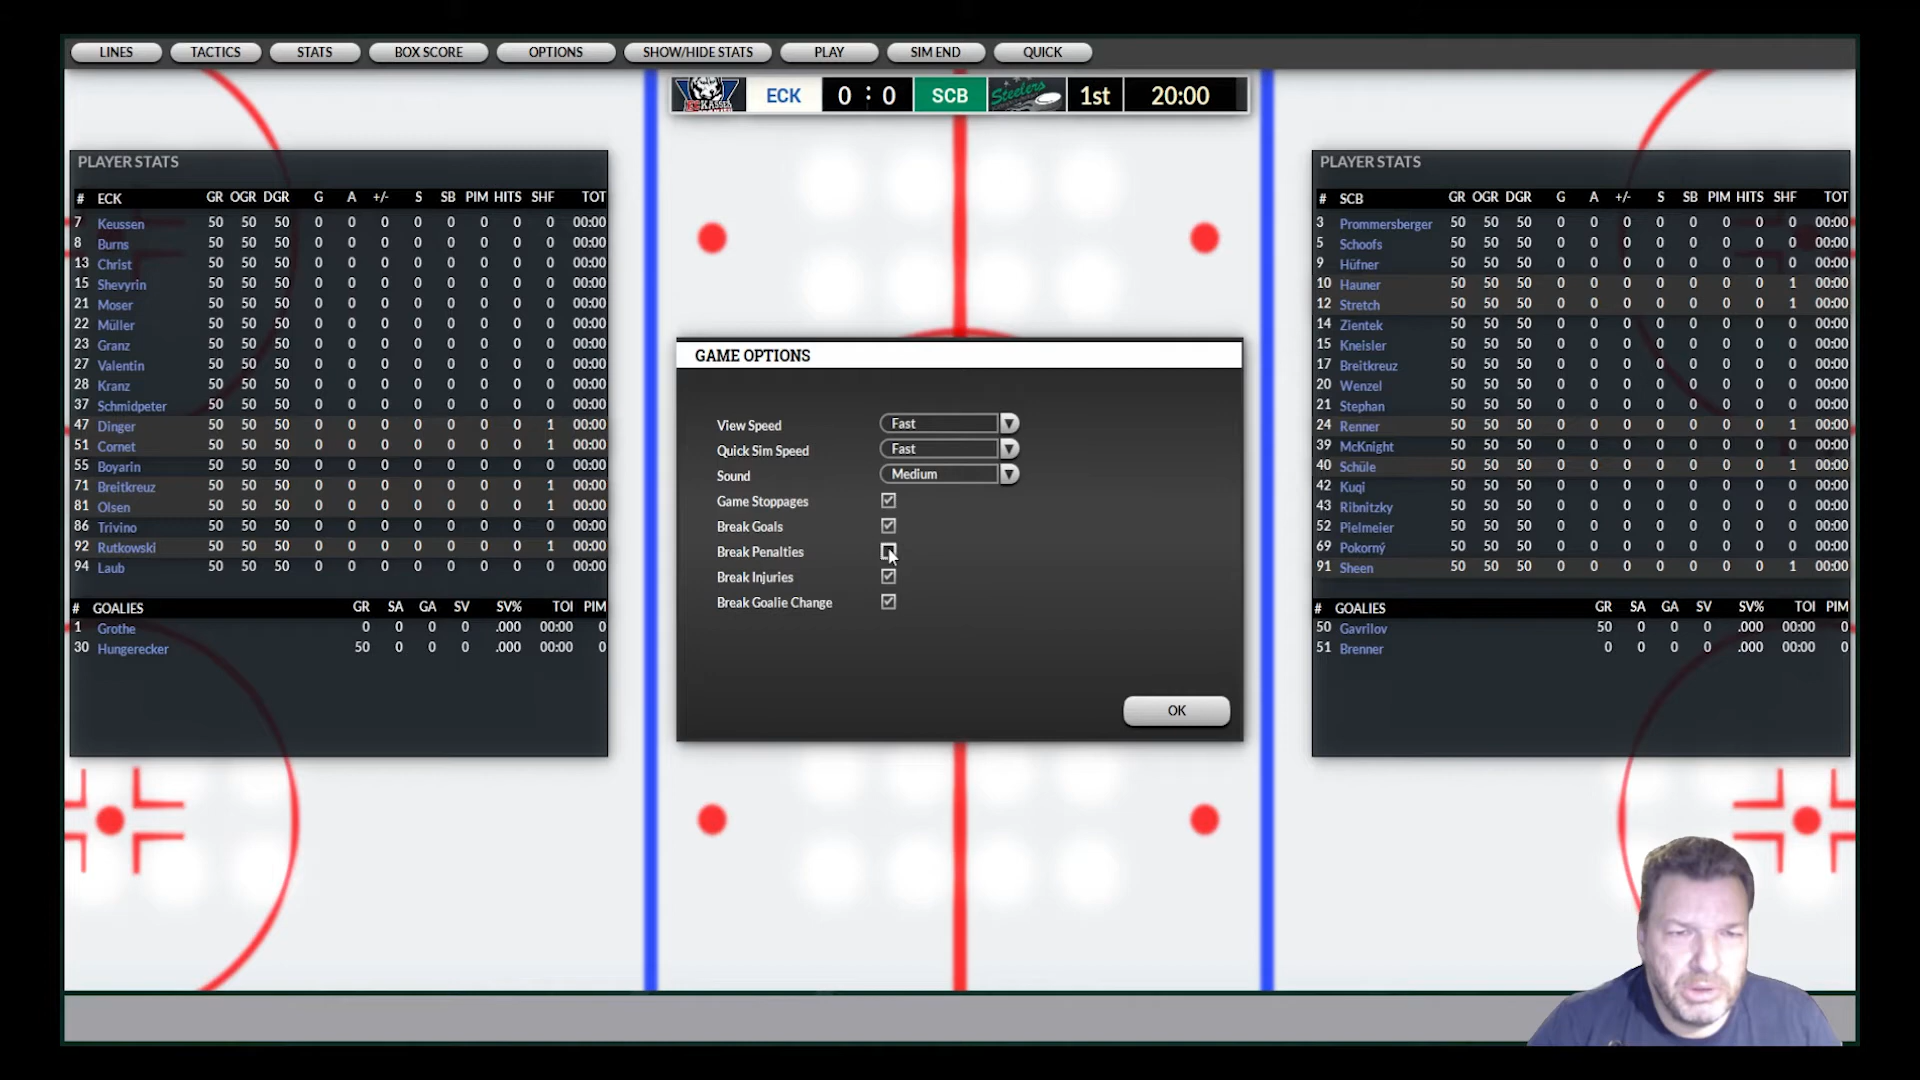 LINES TACTICS STATS BOX SCORE OPTIONS SHOW/HIDE STATS PLAY SIM END QUICK
ECK 0 : 0 SCB Steelers 1st 20:00
PLAYER STATS
# ECK GR OGR DGR G A +/- S SB PIM HITS SHF TOT
7 Keussen 50 50 50 0 0 0 0 0 0 0 0 00:00
8 Burns 50 50 50 0 0 0 0 0 0 0 0 00:00
13 Christ 50 50 50 0 0 0 0 0 0 0 0 00:00
15 Shevyrin 50 50 50 0 0 0 0 0 0 0 0 00:00
21 Moser 50 50 50 0 0 0 0 0 0 0 0 00:00
22 Müller 50 50 50 0 0 0 0 0 0 0 0 00:00
23 Granz 50 50 50 0 0 0 0 0 0 0 0 00:00
27 Valentin 50 50 50 0 0 0 0 0 0 0 0 00:00
28 Kranz 50 50 50 0 0 0 0 0 0 0 0 00:00
37 Schmidpeter 50 50 50 0 0 0 0 0 0 0 0 00:00
47 Dinger 50 50 50 0 0 0 0 0 0 0 1 00:00
51 Cornet 50 50 50 0 0 0 0 0 0 0 1 00:00
55 Boyarin 50 50 50 0 0 0 0 0 0 0 0 00:00
71 Breitkreuz 50 50 50 0 0 0 0 0 0 0 1 00:00
81 Olsen 50 50 50 0 0 0 0 0 0 0 1 00:00
86 Trivino 50 50 50 0 0 0 0 0 0 0 0 00:00
92 Rutkowski 50 50 50 0 0 0 0 0 0 0 1 00:00
94 Laub 50 50 50 0 0 0 0 0 0 0 0 00:00
# GOALIES GR SA GA SV SV% TOI PIM
1 Grothe 0 0 0 0 .000 00:00 0
30 Hungerecker 50 0 0 0 .000 00:00 0
GAME OPTIONS
View Speed Fast
Quick Sim Speed Fast
Sound Medium
Game Stoppages
Break Goals
Break Penalties
Break Injuries
Break Goalie Change
OK
PLAYER STATS
# SCB GR OGR DGR G A +/- S SB PIM HITS SHF TOT
3 Prommersberger 50 50 50 0 0 0 0 0 0 0 0 00:00
5 Schoofs 50 50 50 0 0 0 0 0 0 0 0 00:00
9 Hüfner 50 50 50 0 0 0 0 0 0 0 0 00:00
10 Hauner 50 50 50 0 0 0 0 0 0 0 1 00:00
12 Stretch 50 50 50 0 0 0 0 0 0 0 1 00:00
14 Zientek 50 50 50 0 0 0 0 0 0 0 0 00:00
15 Kneisler 50 50 50 0 0 0 0 0 0 0 0 00:00
17 Breitkreuz 50 50 50 0 0 0 0 0 0 0 0 00:00
20 Wenzel 50 50 50 0 0 0 0 0 0 0 0 00:00
21 Stephan 50 50 50 0 0 0 0 0 0 0 0 00:00
24 Renner 50 50 50 0 0 0 0 0 0 0 1 00:00
39 McKnight 50 50 50 0 0 0 0 0 0 0 0 00:00
40 Schüle 50 50 50 0 0 0 0 0 0 0 1 00:00
42 Kuqi 50 50 50 0 0 0 0 0 0 0 0 00:00
43 Ribnitzky 50 50 50 0 0 0 0 0 0 0 0 00:00
52 Pielmeier 50 50 50 0 0 0 0 0 0 0 0 00:00
69 Pokorný 50 50 50 0 0 0 0 0 0 0 0 00:00
91 Sheen 50 50 50 0 0 0 0 0 0 0 1 00:00
# GOALIES GR SA GA SV SV% TOI PIM
50 Gavrilov 50 0 0 0 .000 00:00 0
51 Brenner 0 0 0 0 .000 00:00 0